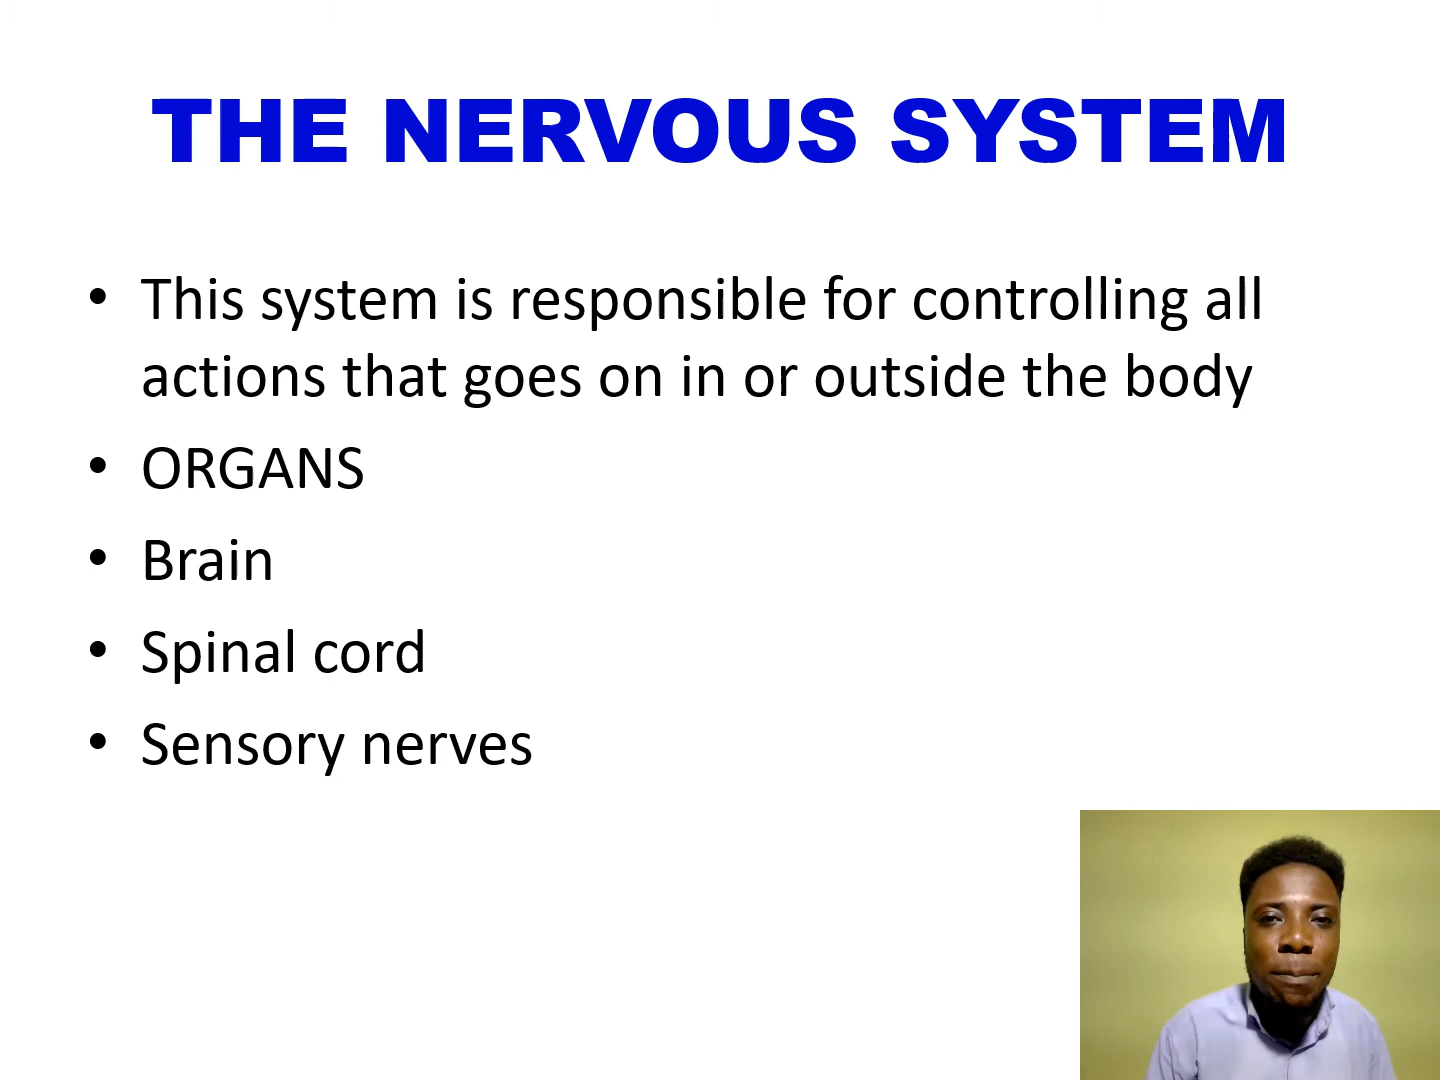 THE NERVOUS SYSTEM
• This system is responsible for controlling all
actions that goes on in or outside the body
• ORGANS
• Brain
• Spinal cord
• Sensory nerves